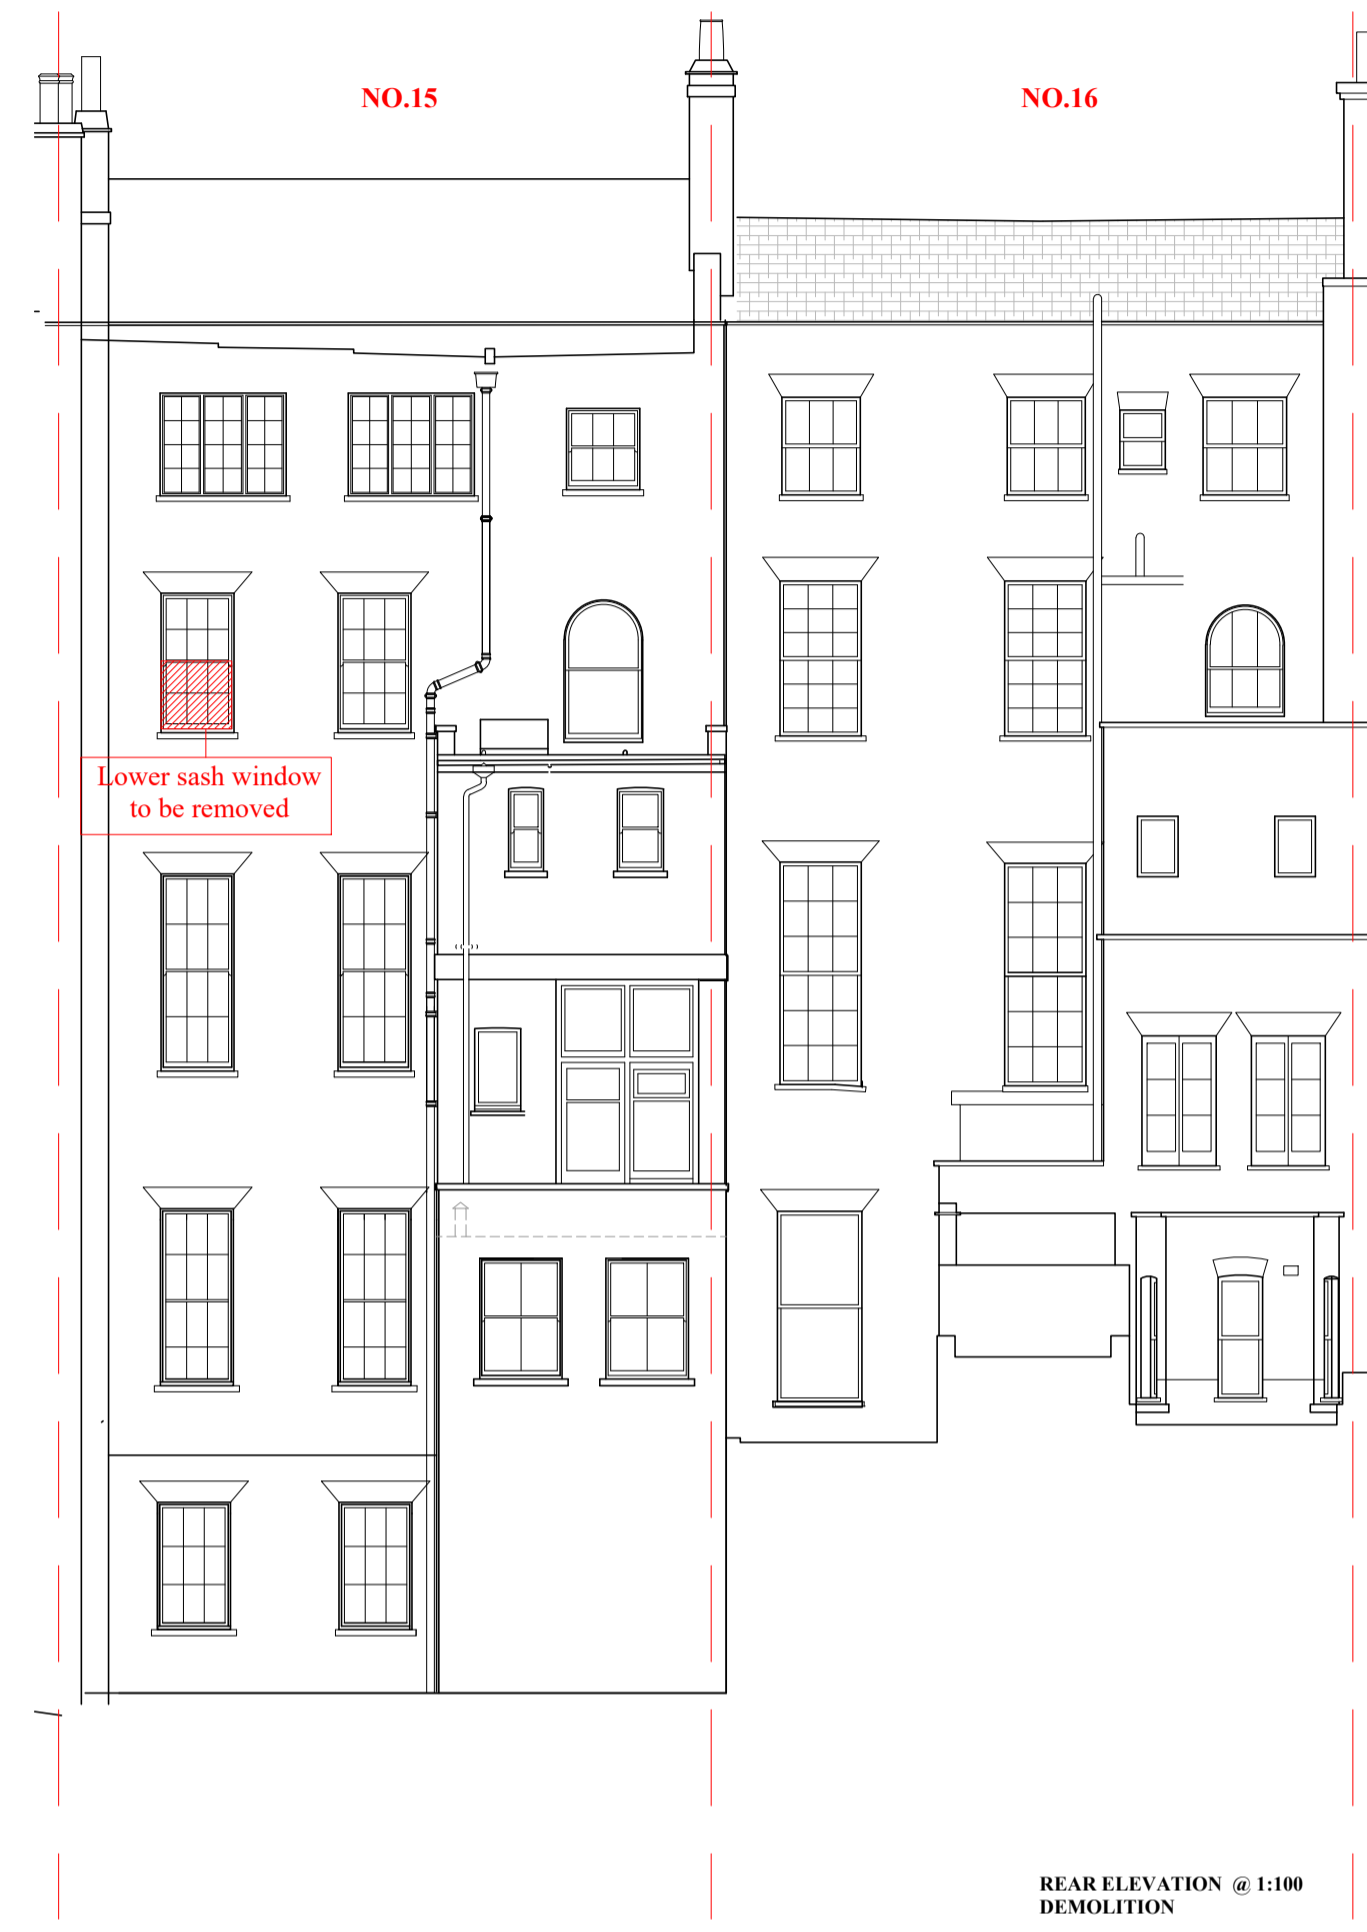 NO.15
NO.16
Lower sash window
to be removed
REAR ELEVATION @ 1:100
DEMOLITION